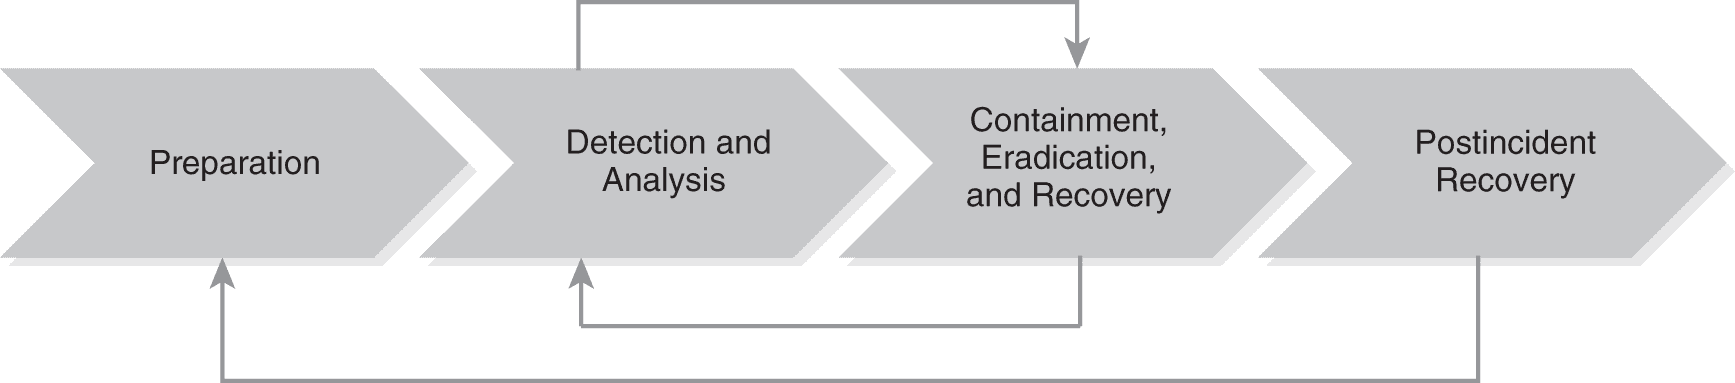 Preparation
Detection and
Analysis
Containment,
Eradication,
and Recovery
Postincident
Recovery